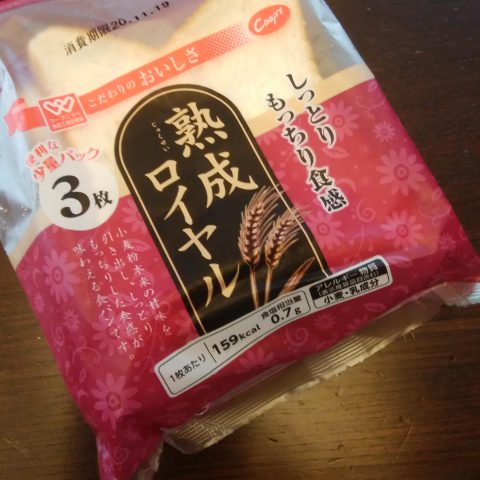 消費期限20.11.19
Coop's
こだわりの おいしさ
しっとり
もっちり食感
便利な
少量パック
3枚
じゅくせい
熟成
ロイヤル
小麦粉本来の甘味を
引き出し、しっとり
もっちりした食感が
味わえる食パンです。
アレルギー物質
小麦・乳成分
1枚あたり
159kcal
食塩相当量
0.7g